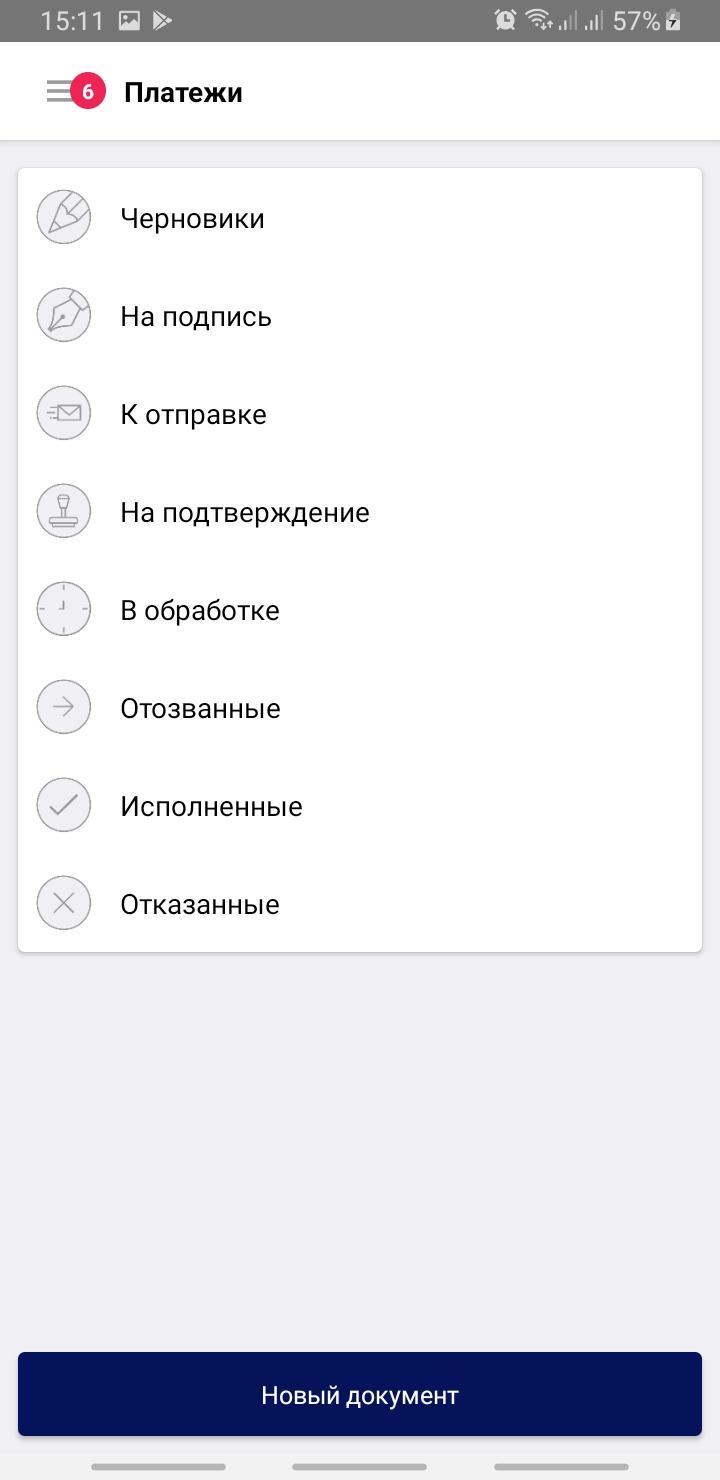 15:11 57%
6 Платежи
Черновики
На подпись
К отправке
На подтверждение
В обработке
Отозванные
Исполненные
Отказанные
Новый документ